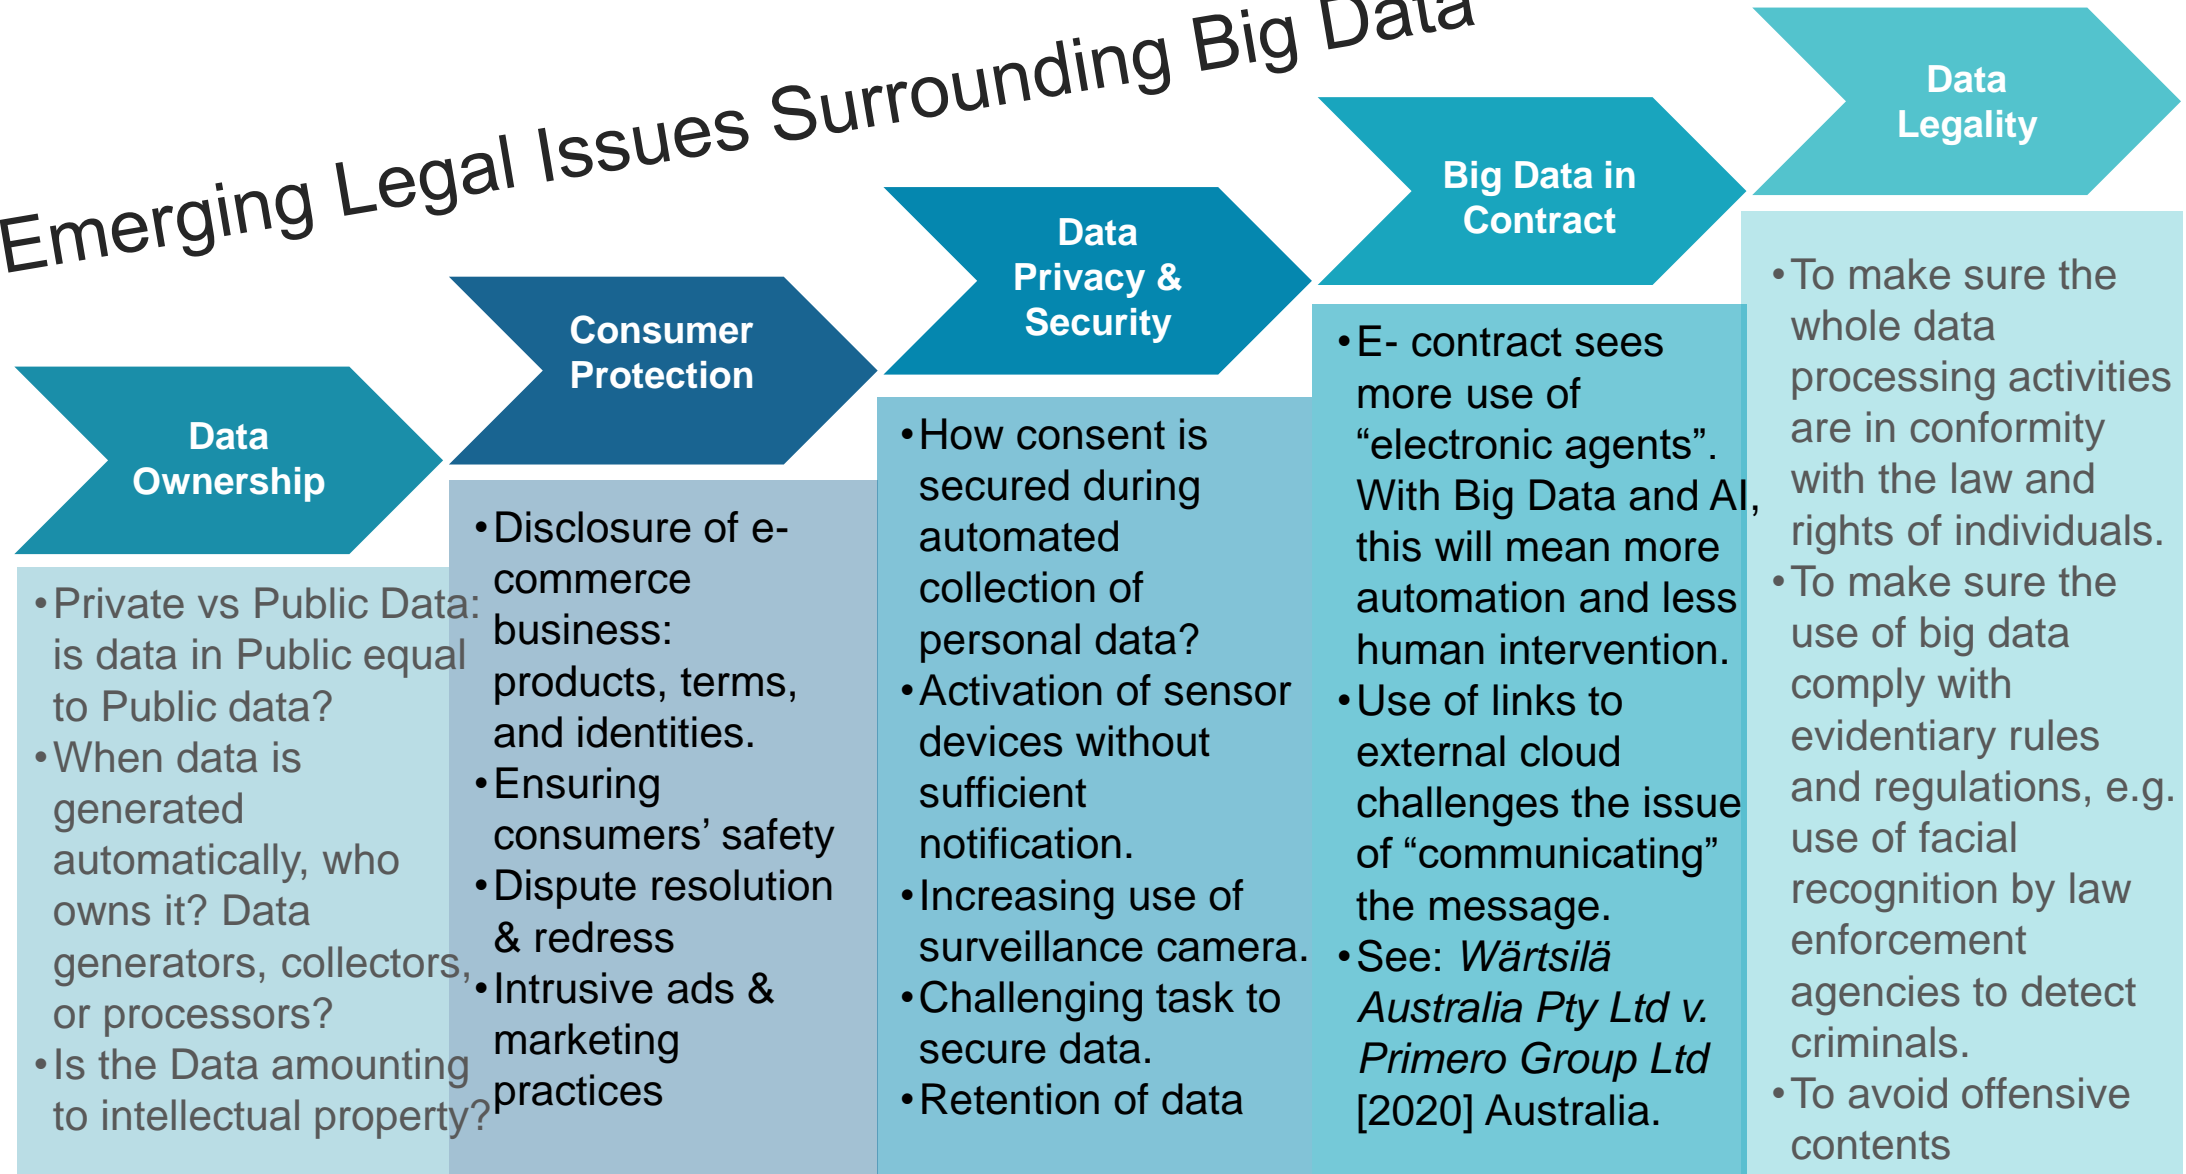 Emerging Legal Issues Surrounding Big Data
Data
Ownership
•Private vs Public Data:
is data in Public equal
to Public data?
•When data is
generated
automatically, who
owns it? Data
generators, collectors,
or processors?
•Is the Data amounting
to intellectual property?
Consumer
Protection
•Disclosure of e-
commerce
business:
products, terms,
and identities.
•Ensuring
consumers’ safety
•Dispute resolution
& redress
•Intrusive ads &
marketing
practices
Data
Privacy &
Security
•How consent is
secured during
automated
collection of
personal data?
•Activation of sensor
devices without
sufficient
notification.
•Increasing use of
surveillance camera.
•Challenging task to
secure data.
•Retention of data
Big Data in
Contract
•E- contract sees
more use of
“electronic agents”.
With Big Data and AI,
this will mean more
automation and less
human intervention.
•Use of links to
external cloud
challenges the issue
of “communicating”
the message.
•See: Wärtsilä
Australia Pty Ltd v.
Primero Group Ltd
[2020] Australia.
Data
Legality
•To make sure the
whole data
processing activities
are in conformity
with the law and
rights of individuals.
•To make sure the
use of big data
comply with
evidentiary rules
and regulations, e.g.
use of facial
recognition by law
enforcement
agencies to detect
criminals.
•To avoid offensive
contents